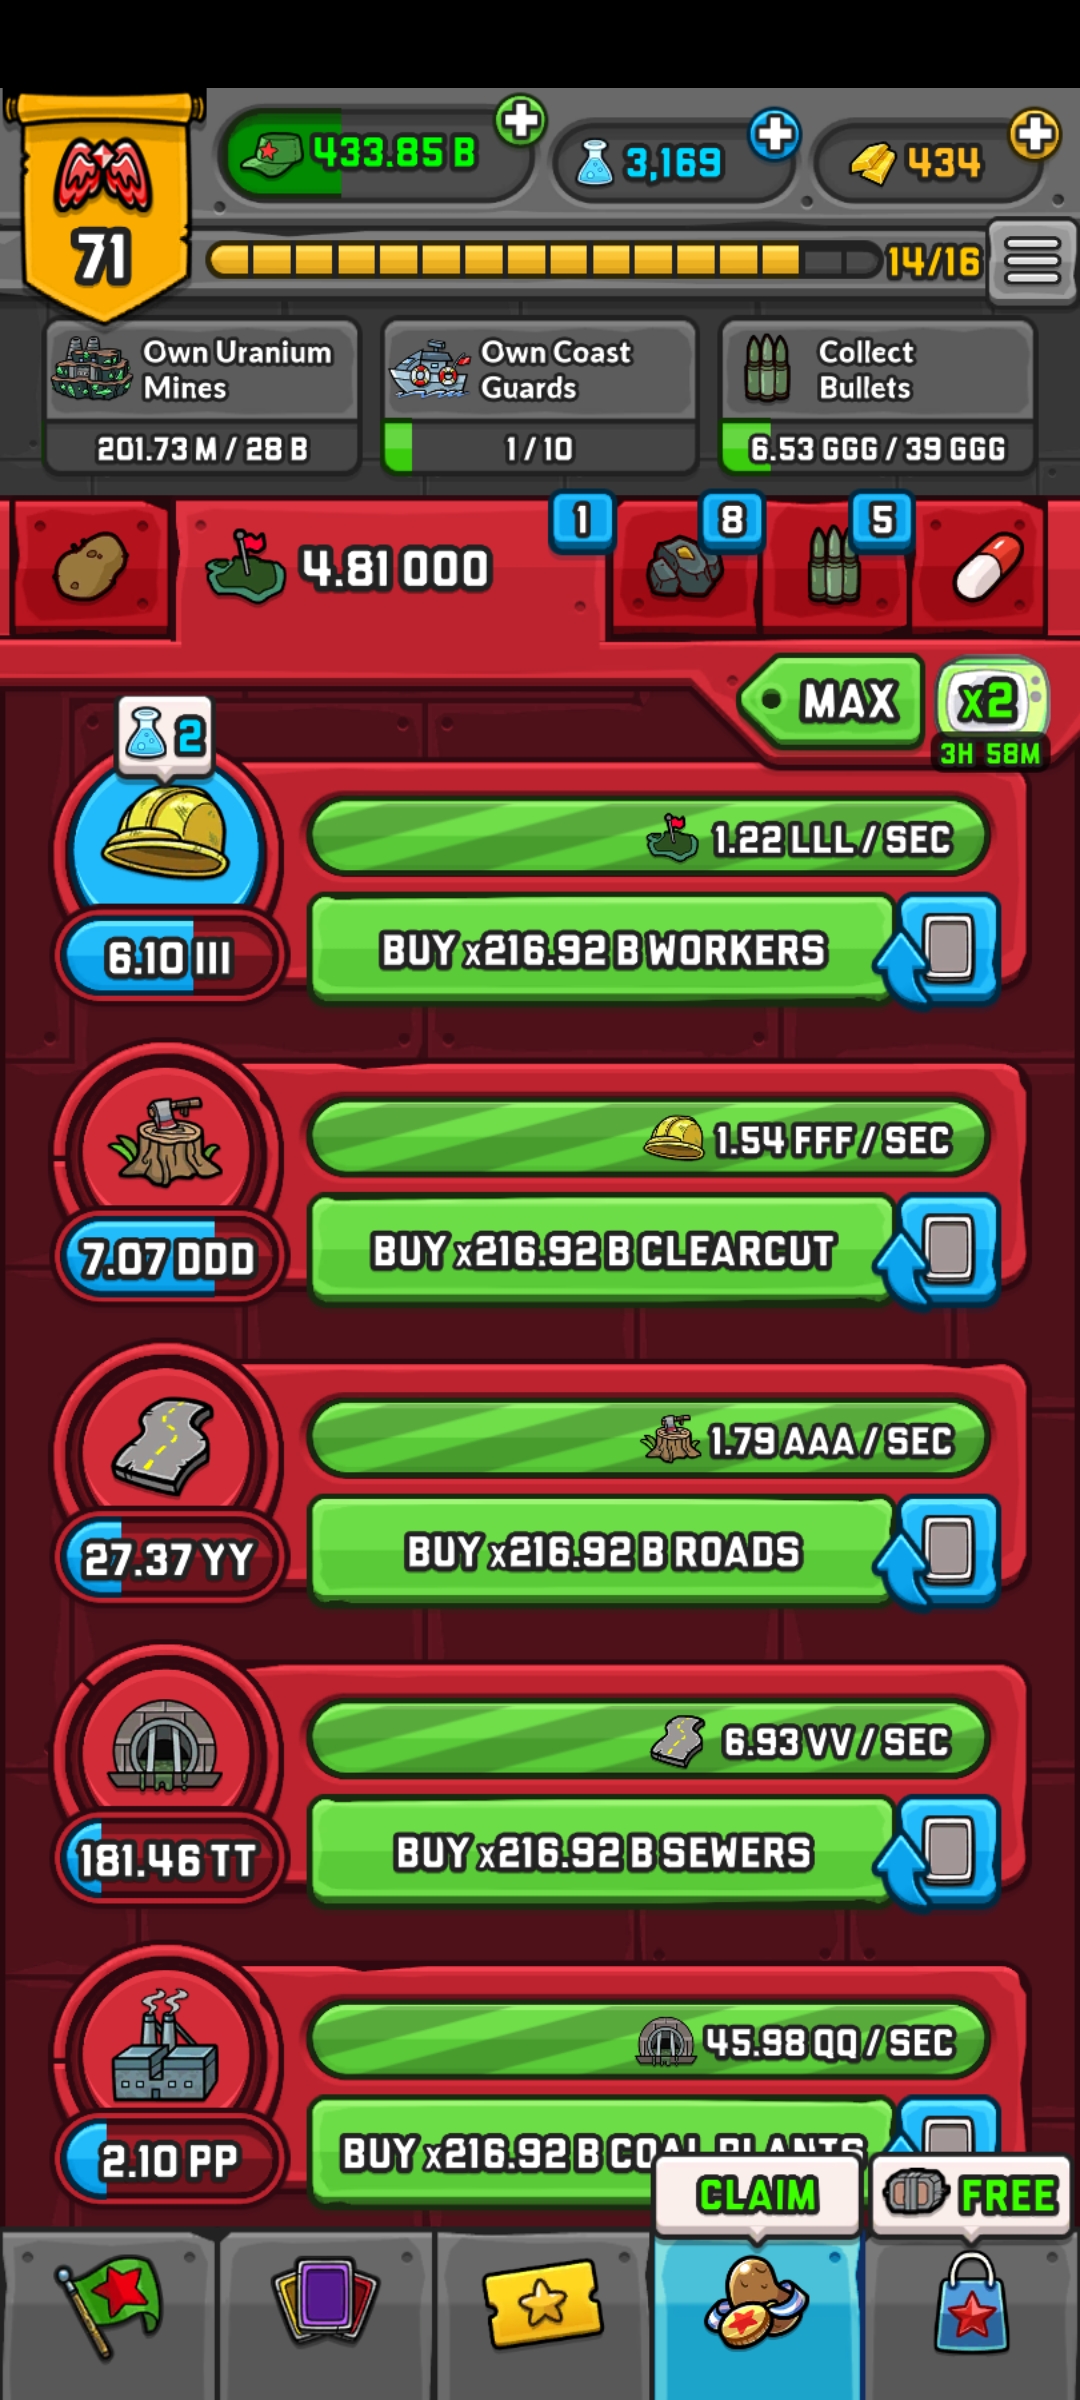 433.85 B
3,169
434
71
14/16
Own Uranium
Mines
201.73 M / 28 B
Own Coast
Guards
1 / 10
Collect
Bullets
6.53 GGG / 39 GGG
4.81 OOO
1
8
5
MAX
x2
3H 58M
2
1.22 LLL / SEC
6.10 III
BUY x216.92 B WORKERS
1.54 FFF / SEC
7.07 DDD
BUY x216.92 B CLEARCUT
1.79 AAA / SEC
27.37 YY
BUY x216.92 B ROADS
6.93 VV / SEC
181.46 TT
BUY x216.92 B SEWERS
45.98 QQ / SEC
2.10 PP
BUY x216.92 B COAL PLANTS
CLAIM
FREE